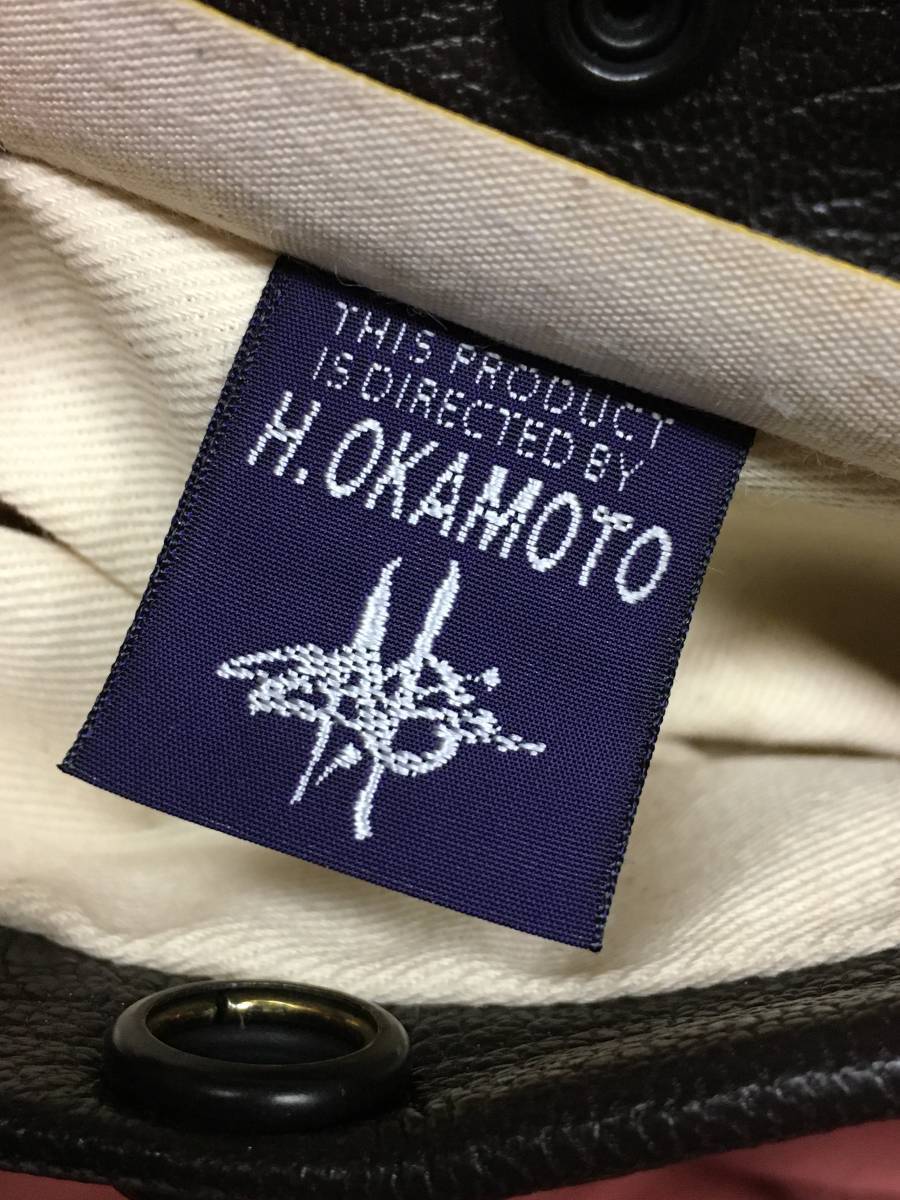 THIS PRODUCT
IS DIRECTED BY
H.OKAMOTO